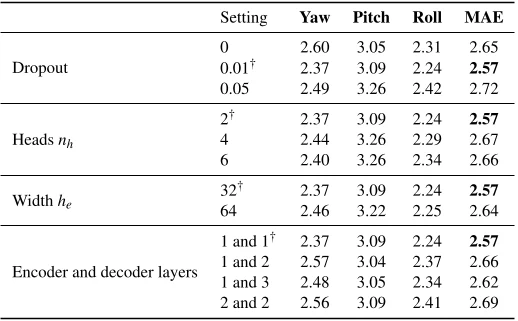 Setting Yaw Pitch Roll MAE
Dropout
0 2.60 3.05 2.31 2.65
0.01† 2.37 3.09 2.24 2.57
0.05 2.49 3.26 2.42 2.72
Heads nh
2† 2.37 3.09 2.24 2.57
4 2.44 3.26 2.29 2.67
6 2.40 3.26 2.34 2.66
Width he
32† 2.37 3.09 2.24 2.57
64 2.46 3.22 2.25 2.64
Encoder and decoder layers
1 and 1† 2.37 3.09 2.24 2.57
1 and 2 2.57 3.04 2.37 2.66
1 and 3 2.48 3.05 2.34 2.62
2 and 2 2.56 3.09 2.41 2.69